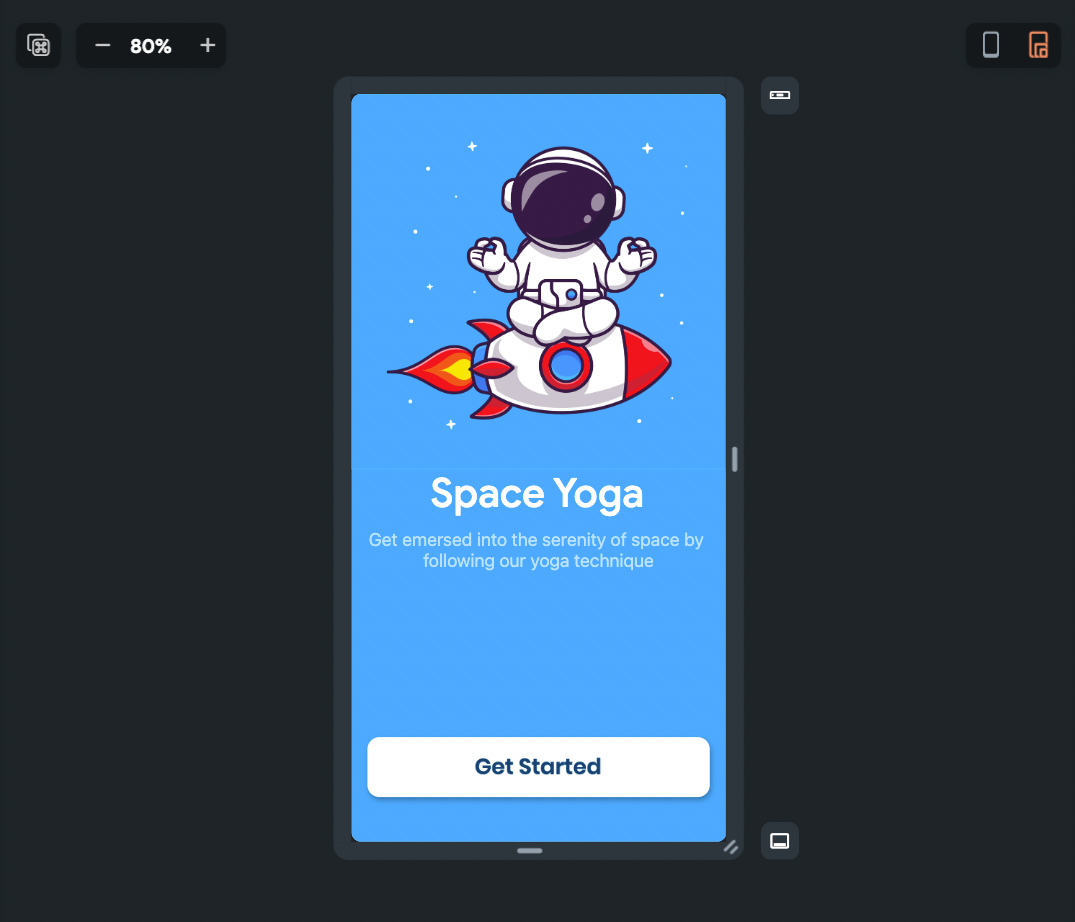 80%
Space Yoga
Get emersed into the serenity of space by
following our yoga technique
Get Started